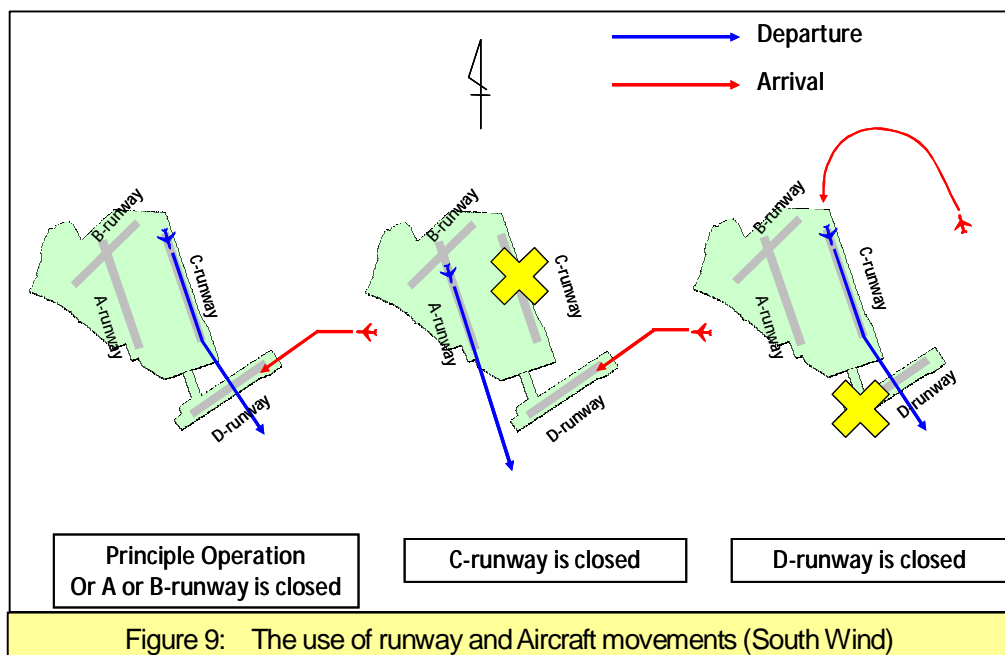 Departure
Arrival
B-runway
C-runway
A-runway
D-runway
B-runway
C-runway
A-runway
D-runway
B-runway
C-runway
A-runway
D-runway
Principle Operation
Or A or B-runway is closed
C-runway is closed
D-runway is closed
Figure 9: The use of runway and Aircraft movements (South Wind)